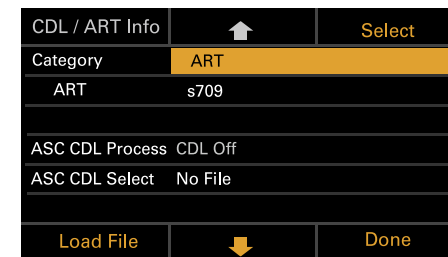 CDL / ART Info Select
Category ART
ART s709
ASC CDL Process CDL Off
ASC CDL Select No File
Load File Done